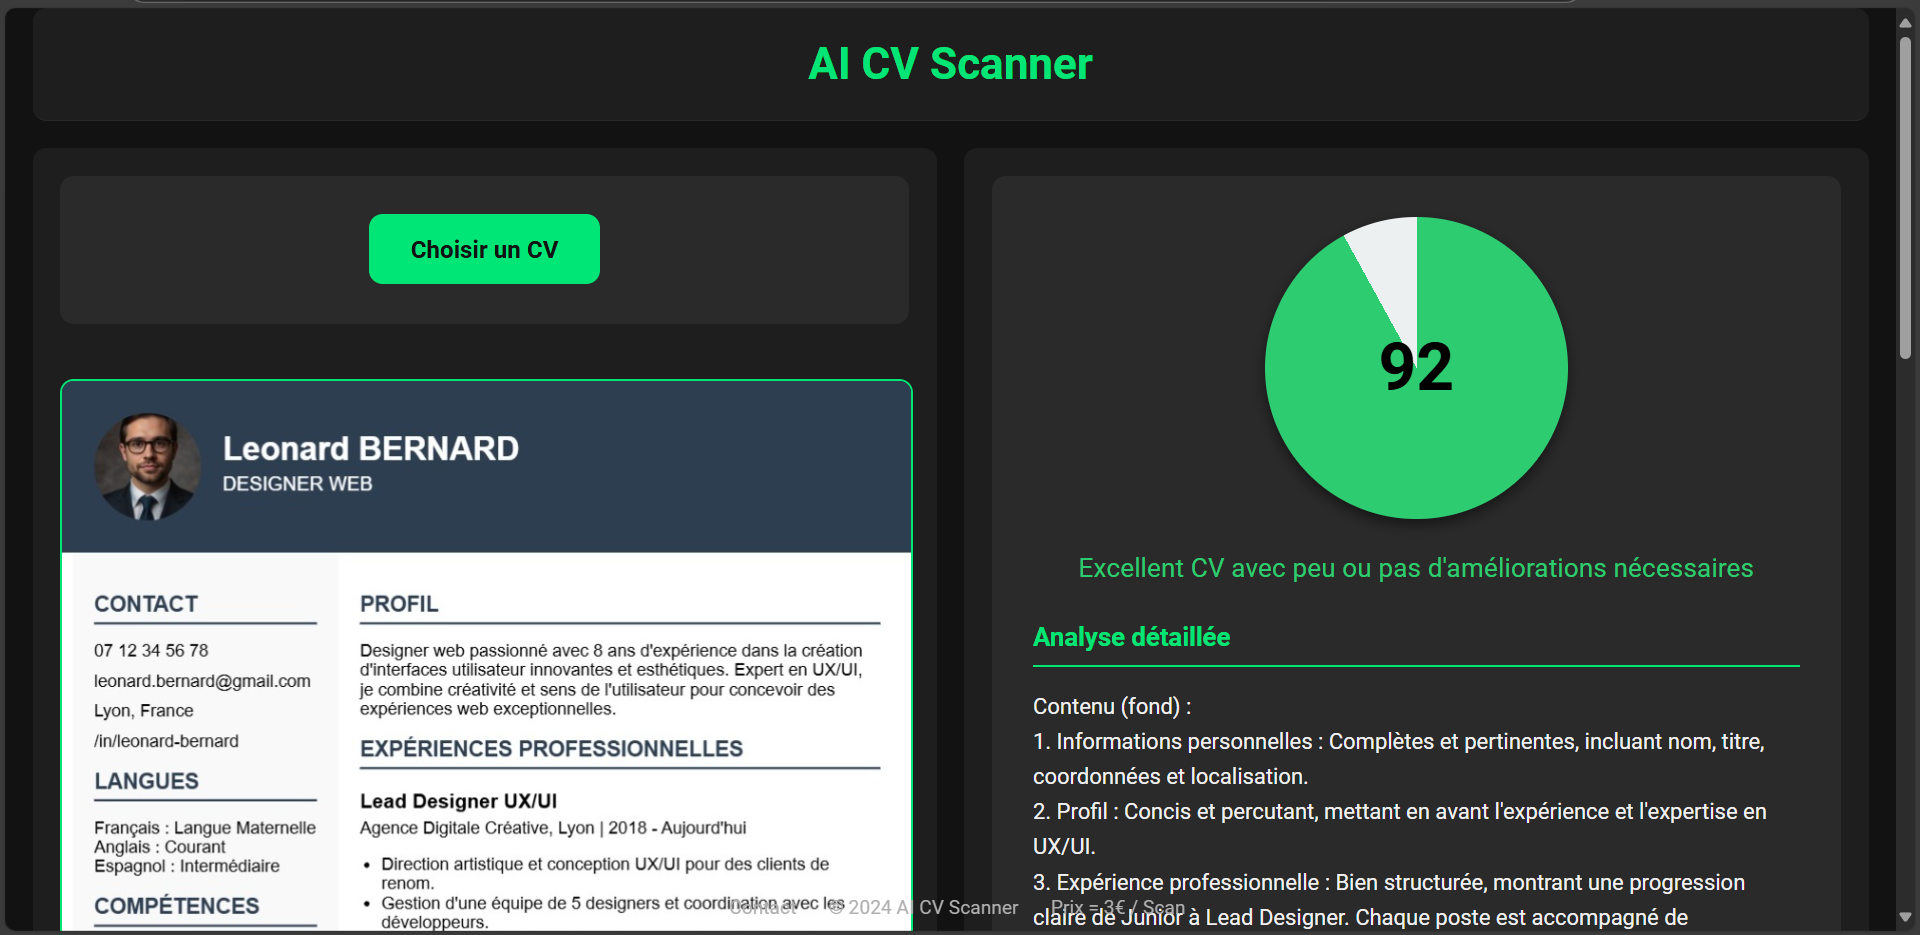 AI CV Scanner
Choisir un CV
Leonard BERNARD
DESIGNER WEB
CONTACT
07 12 34 56 78
leonard.bernard@gmail.com
Lyon, France
/in/leonard-bernard
LANGUES
Français : Langue Maternelle
Anglais : Courant
Espagnol : Intermédiaire
COMPÉTENCES
PROFIL
Designer web passionné avec 8 ans d'expérience dans la création
d'interfaces utilisateur innovantes et esthétiques. Expert en UX/UI,
je combine créativité et sens de l'utilisateur pour concevoir des
expériences web exceptionnelles.
EXPÉRIENCES PROFESSIONNELLES
Lead Designer UX/UI
Agence Digitale Créative, Lyon | 2018 - Aujourd'hui
• Direction artistique et conception UX/UI pour des clients de
renom.
• Gestion d'une équipe de 5 designers et coordination avec les
développeurs.
92
Excellent CV avec peu ou pas d'améliorations nécessaires
Analyse détaillée
Contenu (fond) :
1. Informations personnelles : Complètes et pertinentes, incluant nom, titre,
coordonnées et localisation.
2. Profil : Concis et percutant, mettant en avant l'expérience et l'expertise en
UX/UI.
3. Expérience professionnelle : Bien structurée, montrant une progression
claire de Junior à Lead Designer. Chaque poste est accompagné de
Contact © 2024 AI CV Scanner Prix = 3€ / Scan